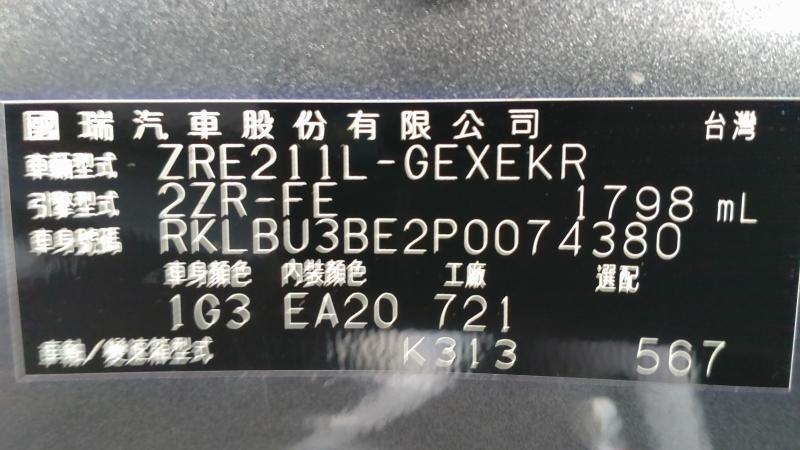 國瑞汽車股份有限公司 台灣
車輛型式 ZRE211L-GEXEKR
引擎型式 2ZR-FE 1798 mL
車身號碼 RKLBU3BE2P0074380
車身顏色 內裝顏色 工廠 選配
1G3 EA20 721
車軸/變速箱型式 K313 567